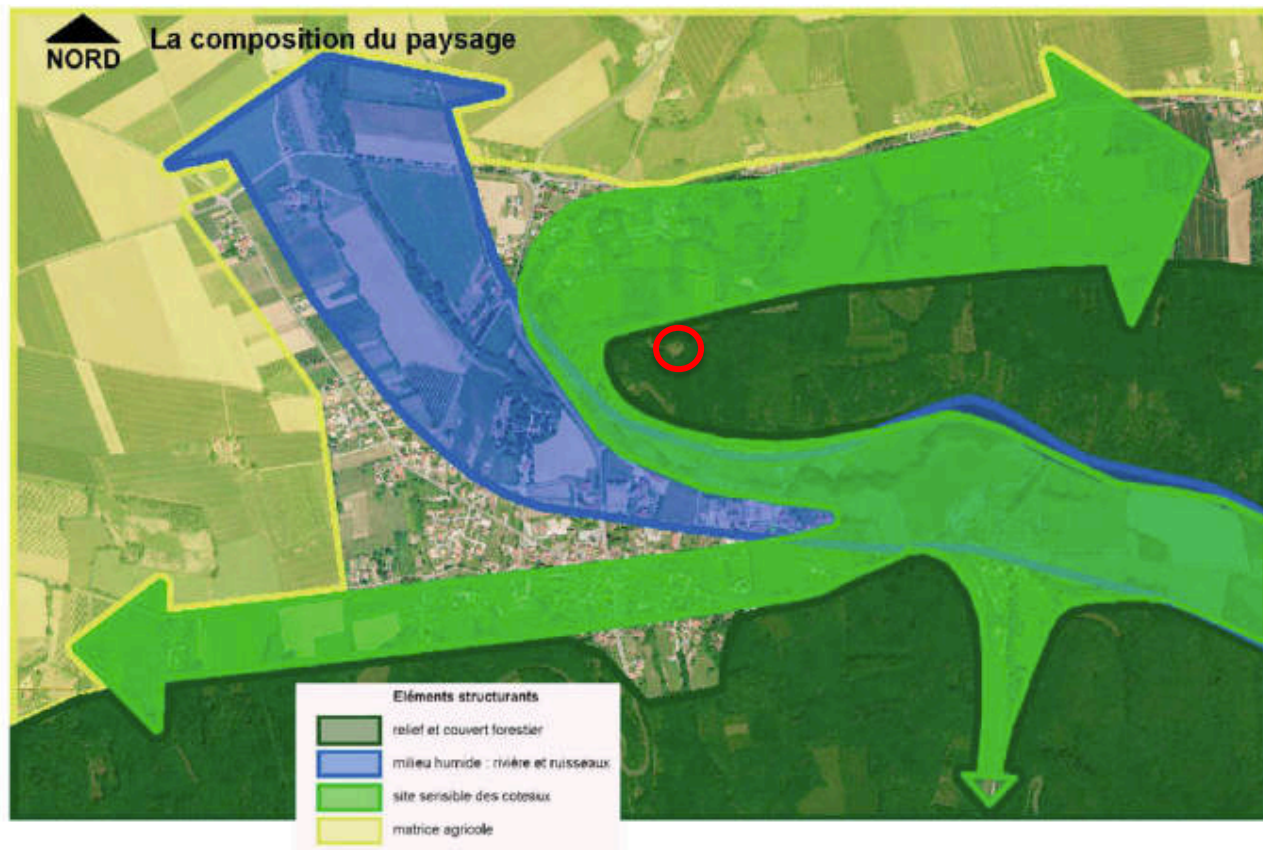 La composition du paysage
NORD
Eléments structurants
relief et couvert forestier
milieu humide : rivière et ruisseaux
site sensible des coteaux
matrice agricole